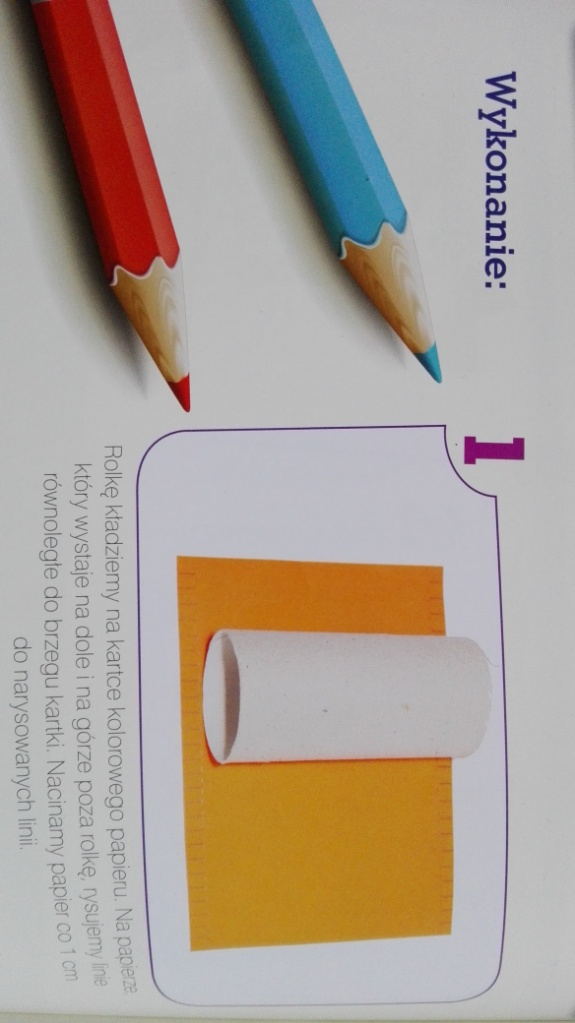 Wykonanie:
1
Rolkę kładziemy na kartce kolorowego papieru. Na papierze,
który wystaje na dole i na górze poza rolkę, rysujemy linie
równoległe do brzegu kartki. Nacinamy papier co 1 cm
do narysowanych linii.